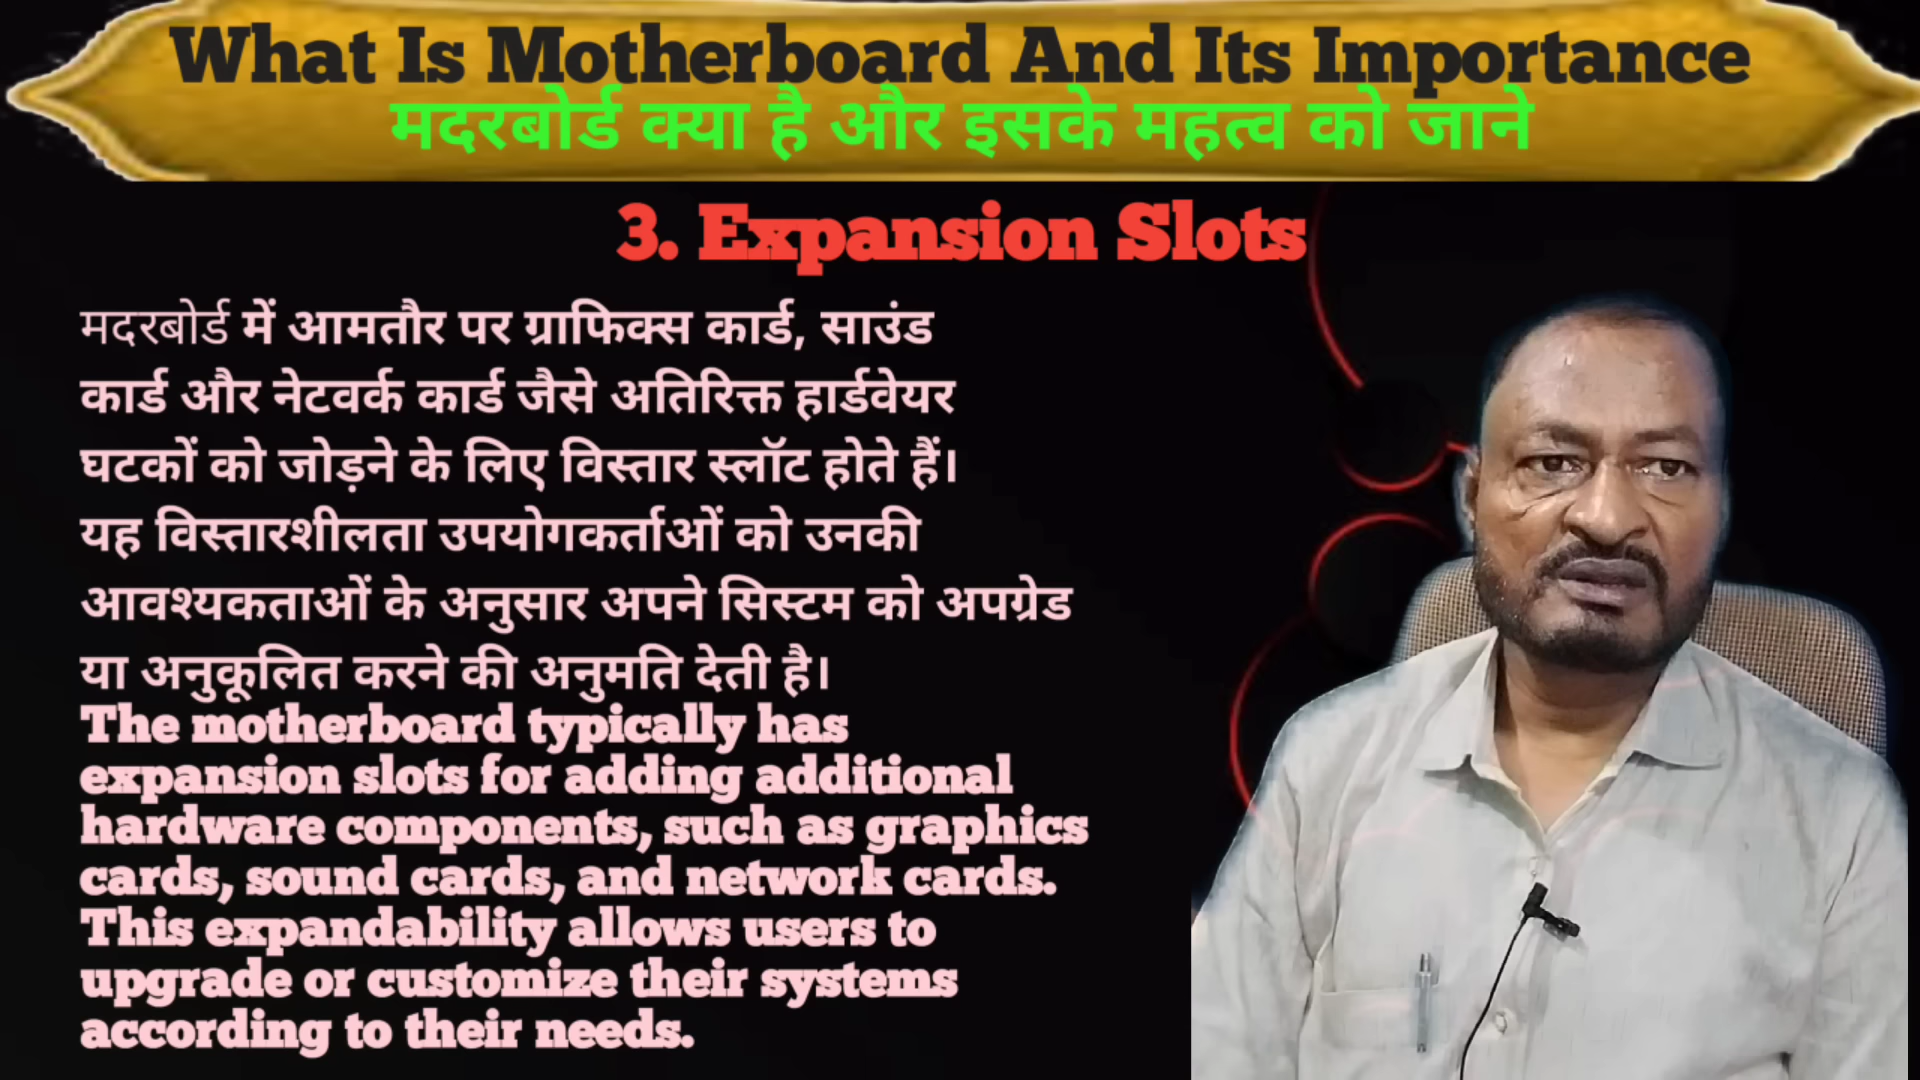 What Is Motherboard And Its Importance
मदरबोर्ड क्या है और इसके महत्व को जाने
3. Expansion Slots
मदरबोर्ड में आमतौर पर ग्राफिक्स कार्ड, साउंड
कार्ड और नेटवर्क कार्ड जैसे अतिरिक्त हार्डवेयर
घटकों को जोड़ने के लिए विस्तार स्लॉट होते हैं।
यह विस्तारशीलता उपयोगकर्ताओं को उनकी
आवश्यकताओं के अनुसार अपने सिस्टम को अपग्रेड
या अनुकूलित करने की अनुमति देती है।
The motherboard typically has
expansion slots for adding additional
hardware components, such as graphics
cards, sound cards, and network cards.
This expandability allows users to
upgrade or customize their systems
according to their needs.